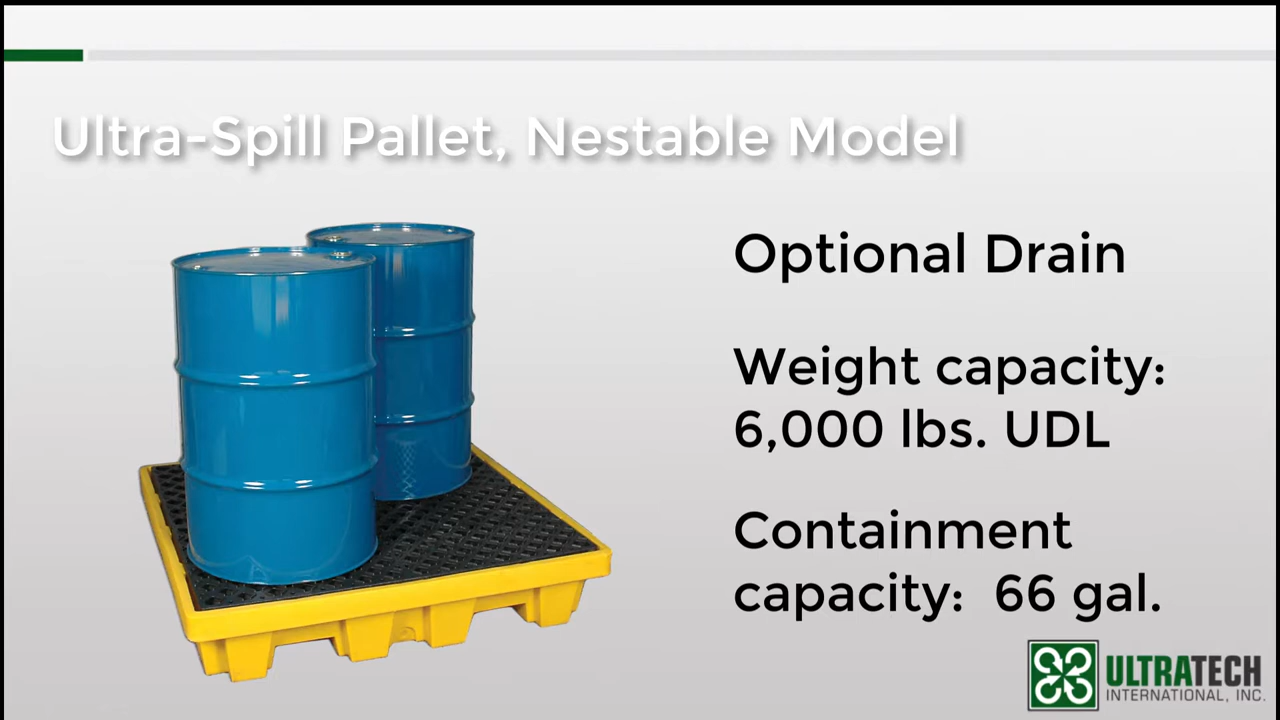 Ultra-Spill Pallet, Nestable Model
Optional Drain
Weight capacity:
6,000 lbs. UDL
Containment
capacity: 66 gal.
ULTRATECH
INTERNATIONAL, INC.